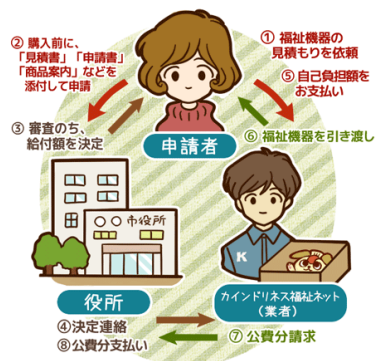 ① 福祉機器の
見積もりを依頼
② 購入前に、
「見積書」「申請書」
「商品案内」などを
添付して申請
⑤ 自己負担額を
お支払い
③ 審査のち、
給付額を決定
申請者
⑥ 福祉機器を引き渡し
市役所
K
役所
カインドリネス福祉ネット
(業者)
④決定連絡
⑧公費分支払い
⑦ 公費分請求